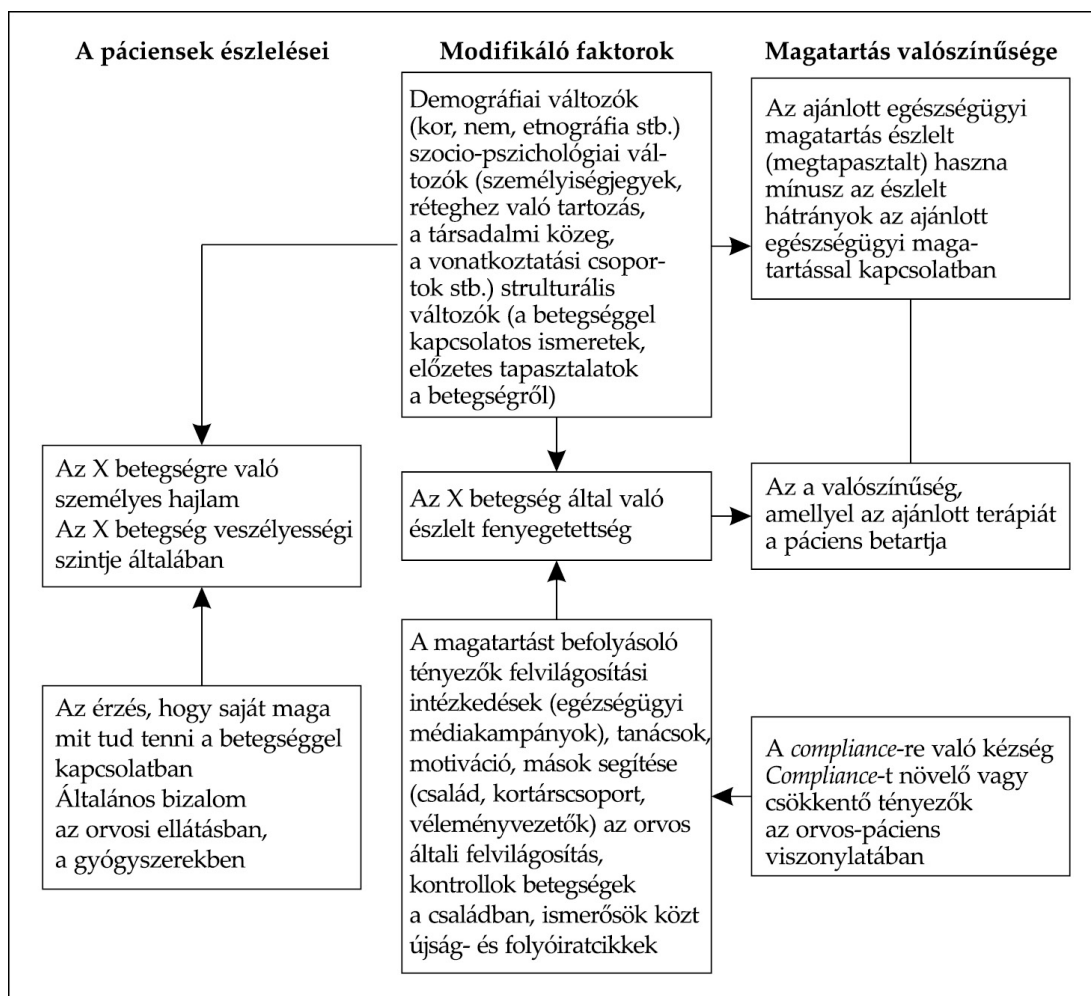 A páciensek észlelései
Modifikáló faktorok
Magatartás valószínűsége
Demográfiai változók
(kor, nem, etnográfia stb.)
szocio-pszichológiai vál-
tozók (személyiségjegyek,
réteghez való tartozás,
a társadalmi közeg,
a vonatkoztatási csopor-
tok stb.) strulturális
változók (a betegséggel
kapcsolatos ismeretek,
előzetes tapasztalatok
a betegségről)
Az ajánlott egészségügyi
magatartás észlelt
(megtapasztalt) haszna
mínusz az észlelt
hátrányok az ajánlott
egészségügyi maga-
tartással kapcsolatban
Az X betegségre való
személyes hajlam
Az X betegség veszélyességi
szintje általában
Az X betegség által való
észlelt fenyegetettség
Az a valószínűség,
amellyel az ajánlott terápiát
a páciens betartja
Az érzés, hogy saját maga
mit tud tenni a betegséggel
kapcsolatban
Általános bizalom
az orvosi ellátásban,
a gyógyszerekben
A magatartást befolyásoló
tényezők felvilágosítási
intézkedések (egézségügyi
médiakampányok), tanácsok,
motiváció, mások segítése
(család, kortárscsoport,
véleményvezetők) az orvos
általi felvilágosítás,
kontrollok betegségek
a családban, ismerősök közt
újság- és folyóiratcikkek
A compliance-re való kézség
Compliance-t növelő vagy
csökkentő tényezők
az orvos-páciens
viszonylatában